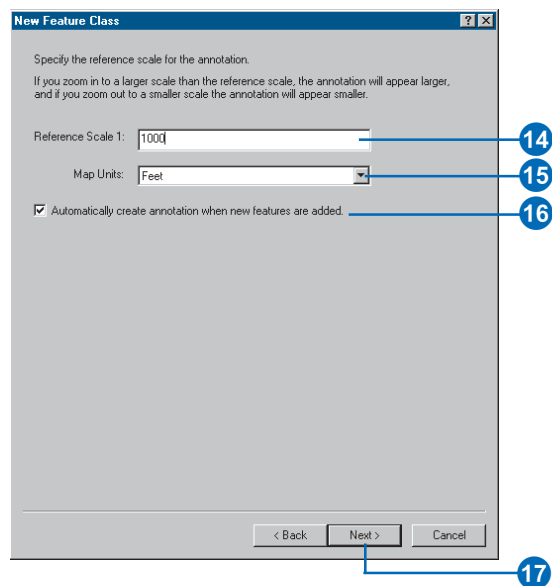 New Feature Class
Specify the reference scale for the annotation.
If you zoom in to a larger scale than the reference scale, the annotation will appear larger,
and if you zoom out to a smaller scale the annotation will appear smaller.
Reference Scale 1: 1000 14
Map Units: Feet 15
Automatically create annotation when new features are added. 16
< Back Next > Cancel
17